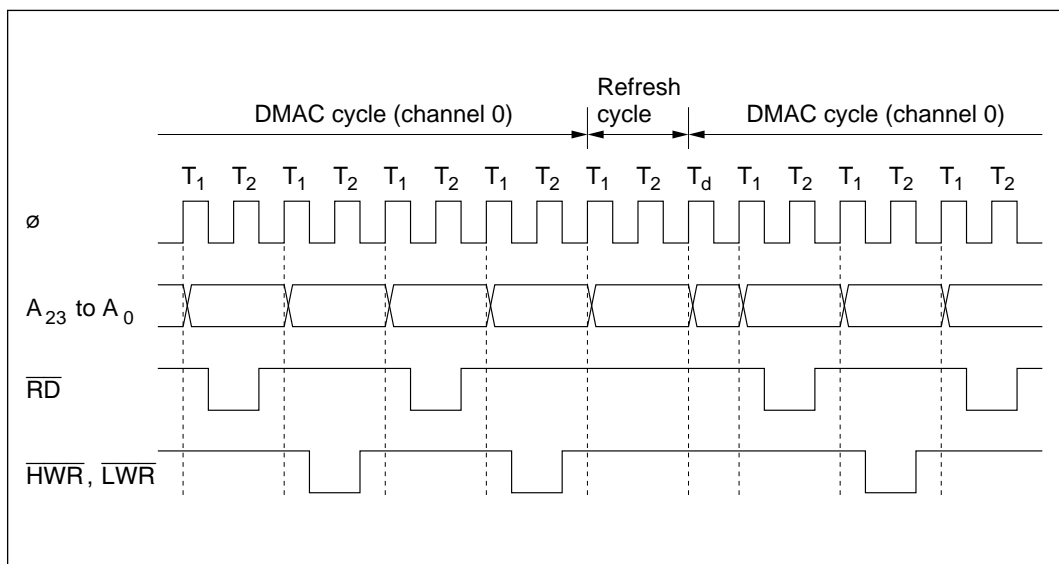 Refresh
DMAC cycle (channel 0) cycle DMAC cycle (channel 0)
T1 T2 T1 T2 T1 T2 T1 T2 T1 T2 Td T1 T2 T1 T2 T1 T2
ø
A23 to A0
RD
HWR, LWR